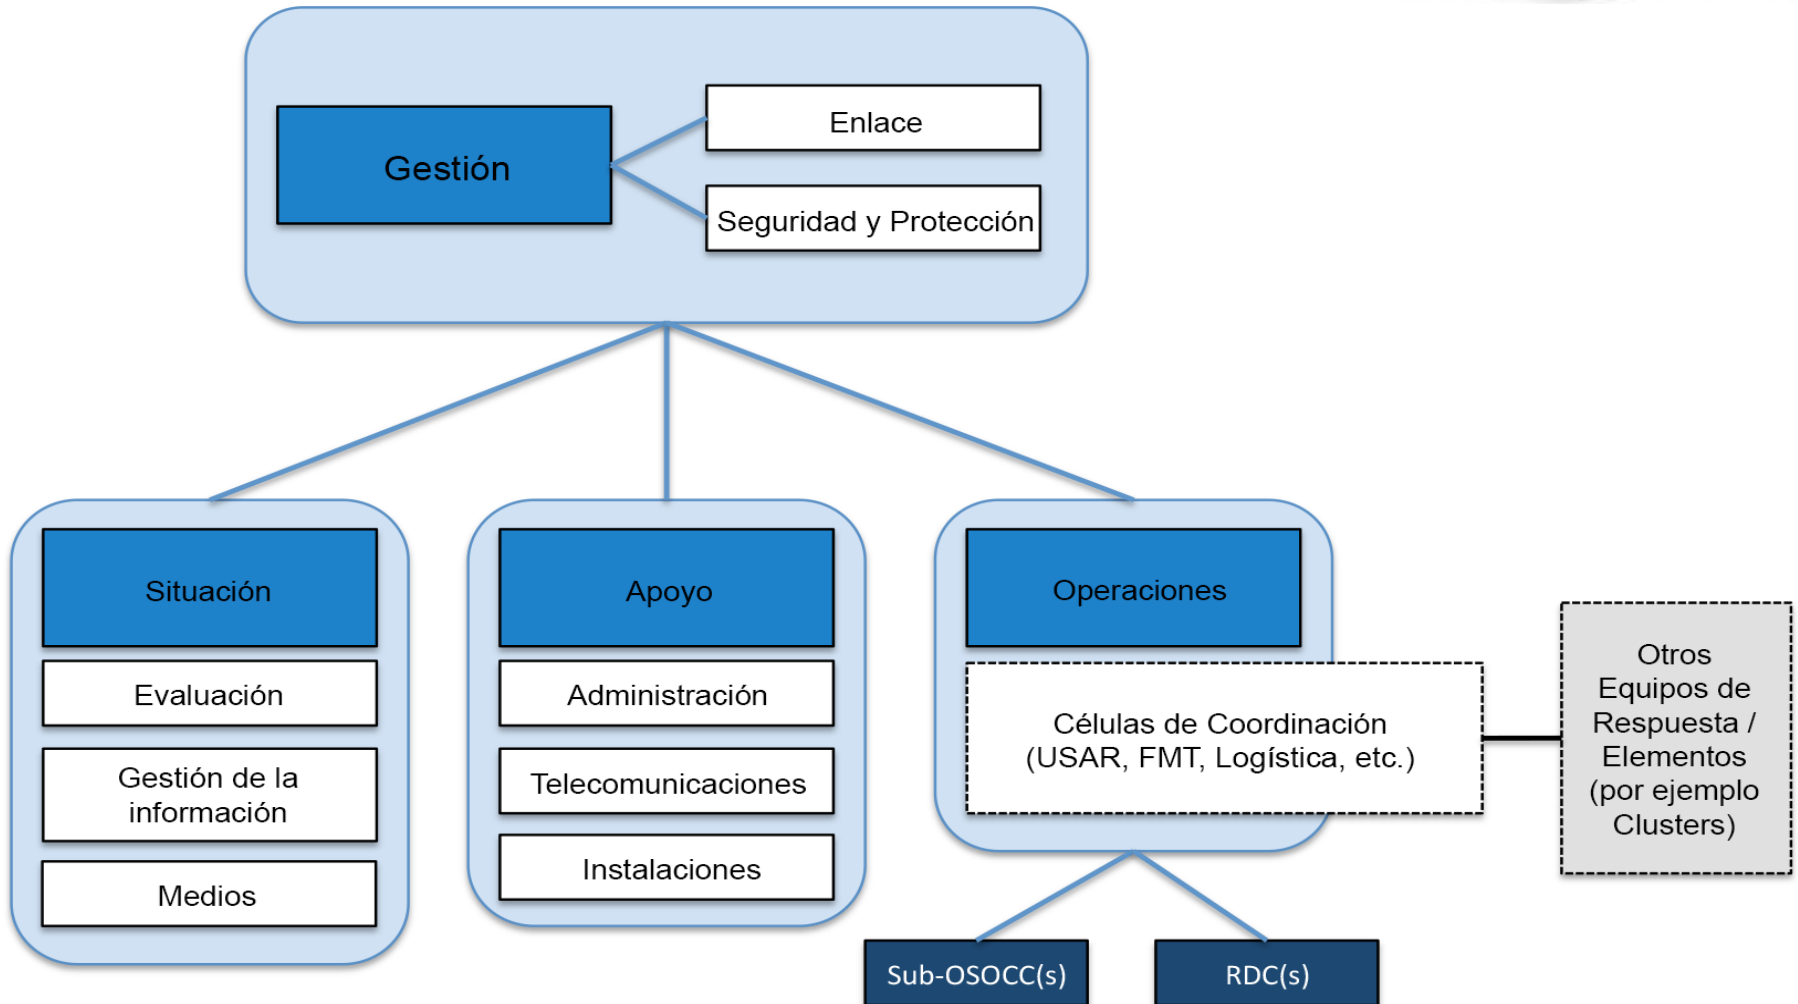 Gestión
Enlace
Seguridad y Protección
Situación
Evaluación
Gestión de la
información
Medios
Apoyo
Administración
Telecomunicaciones
Instalaciones
Operaciones
Células de Coordinación
(USAR, FMT, Logística, etc.)
Otros
Equipos de
Respuesta /
Elementos
(por ejemplo
Clusters)
Sub-OSOCC(s)
RDC(s)